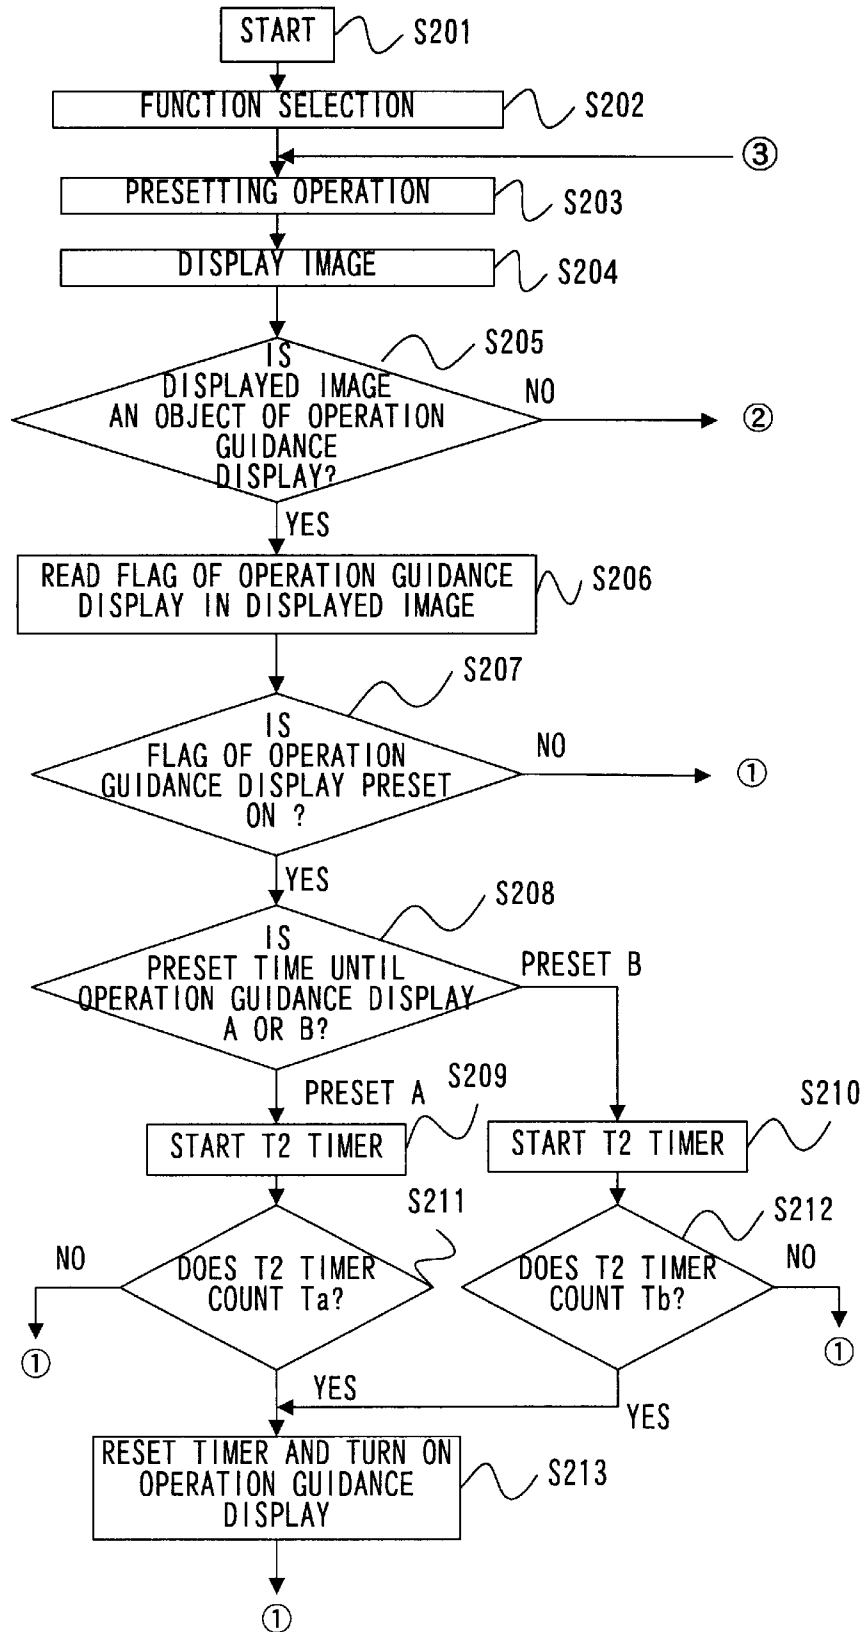 START
S201
FUNCTION SELECTION
S202
③
PRESETTING OPERATION
S203
DISPLAY IMAGE
S204
S205
IS
DISPLAYED IMAGE
AN OBJECT OF OPERATION
GUIDANCE
DISPLAY?
NO
②
YES
READ FLAG OF OPERATION GUIDANCE
DISPLAY IN DISPLAYED IMAGE
S206
S207
IS
FLAG OF OPERATION
GUIDANCE DISPLAY PRESET
ON ?
NO
①
YES
S208
IS
PRESET TIME UNTIL
OPERATION GUIDANCE DISPLAY
A OR B?
PRESET B
PRESET A
S209
S210
START T2 TIMER
START T2 TIMER
S211
S212
NO
DOES T2 TIMER
COUNT Ta?
DOES T2 TIMER
COUNT Tb?
NO
①
①
YES
YES
RESET TIMER AND TURN ON
OPERATION GUIDANCE
DISPLAY
S213
①